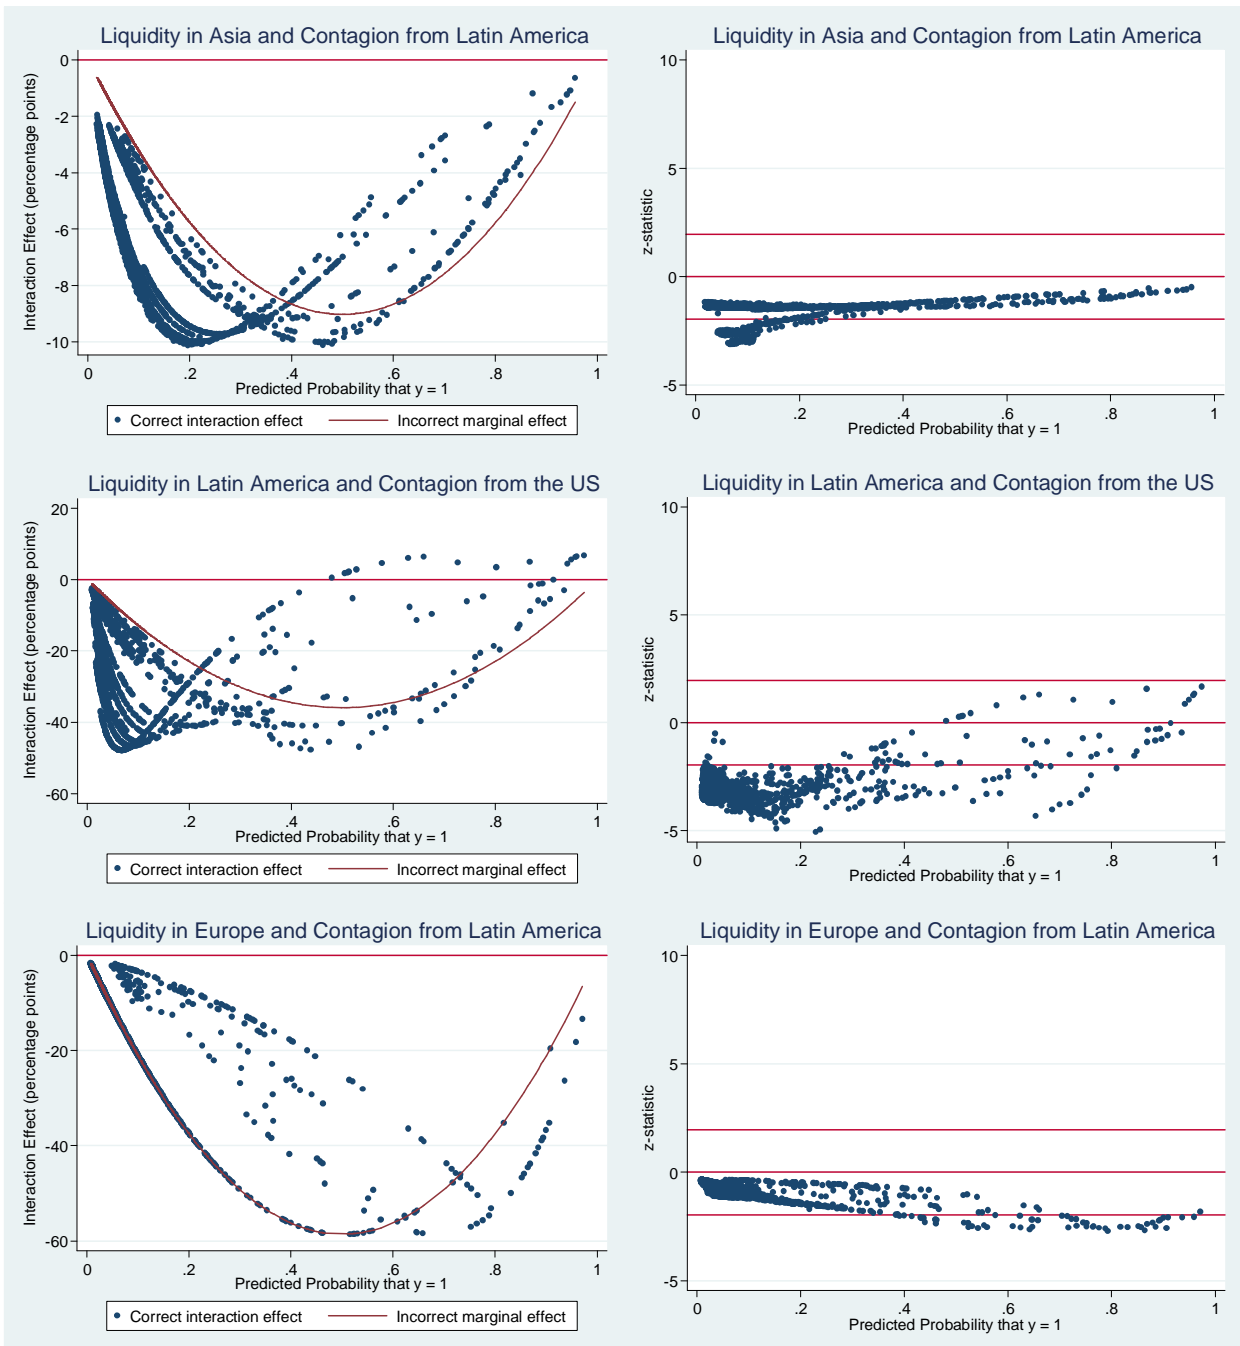 Liquidity in Asia and Contagion from Latin America
Interaction Effect (percentage points)
0
-2
-4
-6
-8
-10
0 .2 .4 .6 .8 1
Predicted Probability that y = 1
Correct interaction effect Incorrect marginal effect
Liquidity in Asia and Contagion from Latin America
z-statistic
10
5
0
-5
0 .2 .4 .6 .8 1
Predicted Probability that y = 1
Liquidity in Latin America and Contagion from the US
Interaction Effect (percentage points)
20
0
-20
-40
-60
0 .2 .4 .6 .8 1
Predicted Probability that y = 1
Correct interaction effect Incorrect marginal effect
Liquidity in Latin America and Contagion from the US
z-statistic
10
5
0
-5
0 .2 .4 .6 .8 1
Predicted Probability that y = 1
Liquidity in Europe and Contagion from Latin America
Interaction Effect (percentage points)
0
-20
-40
-60
0 .2 .4 .6 .8 1
Predicted Probability that y = 1
Correct interaction effect Incorrect marginal effect
Liquidity in Europe and Contagion from Latin America
z-statistic
10
5
0
-5
0 .2 .4 .6 .8 1
Predicted Probability that y = 1